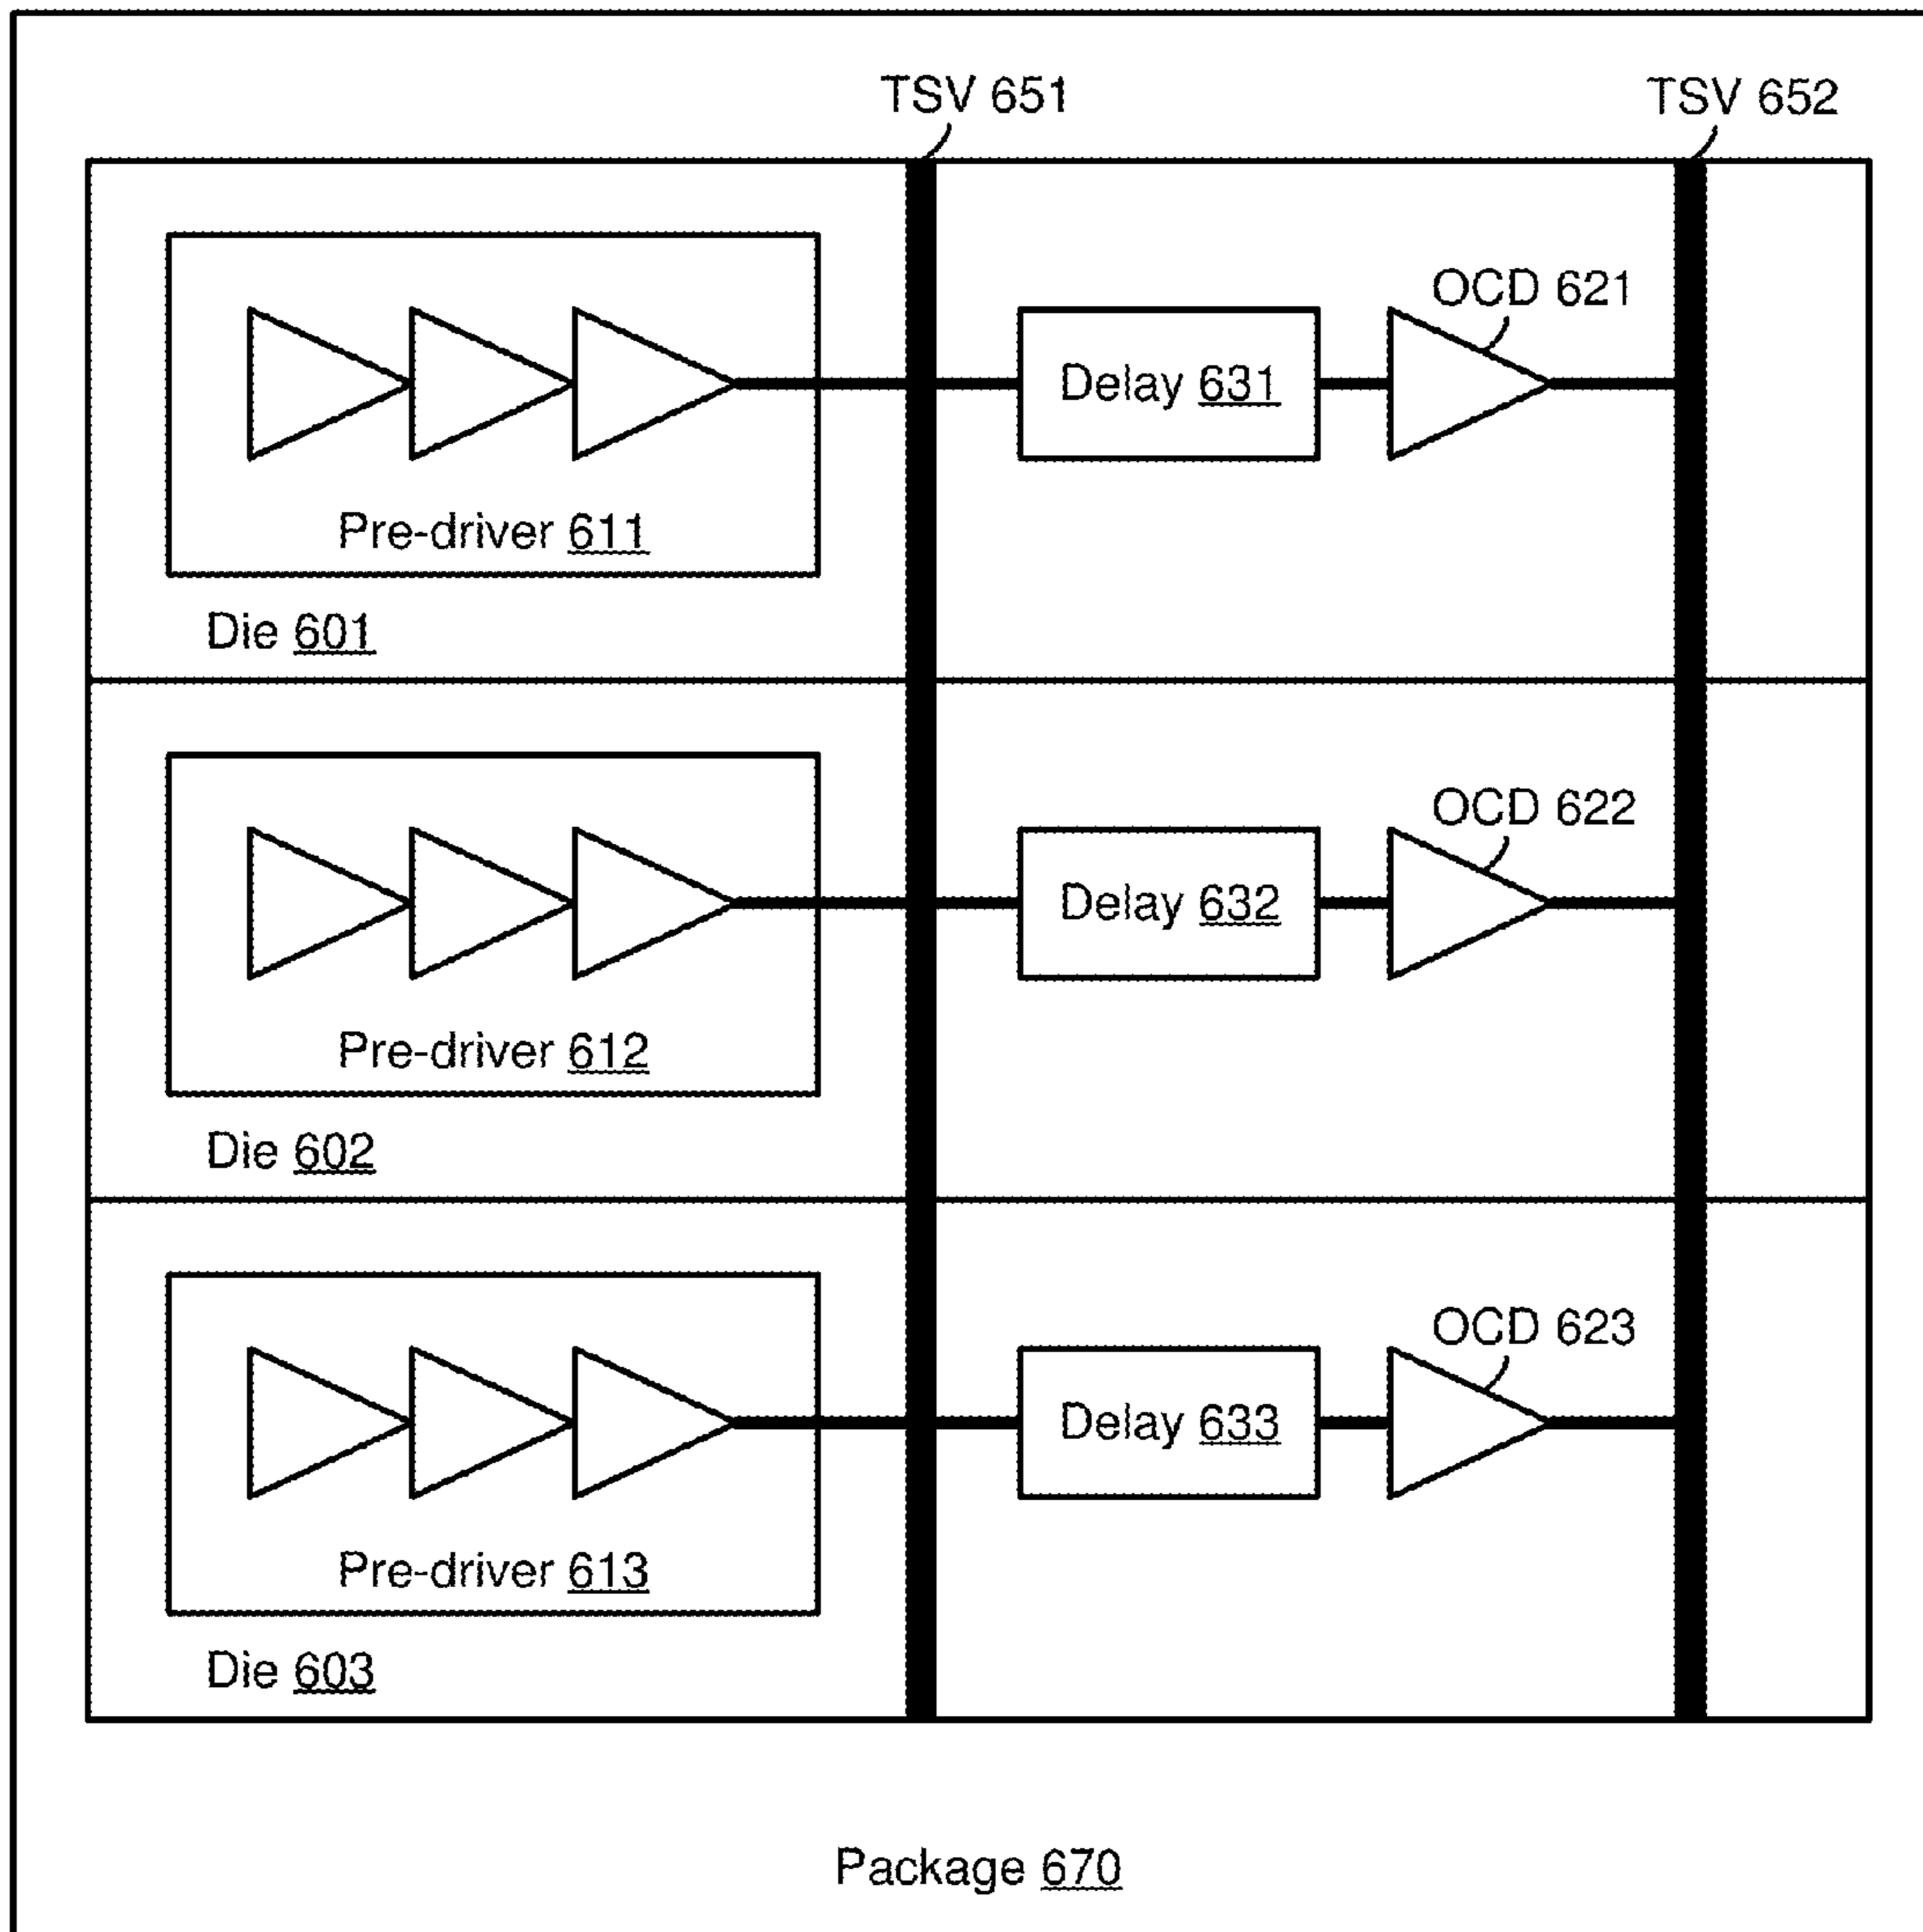 TSV 651
TSV 652
OCD 621
Delay 631
Pre-driver 611
Die 601
OCD 622
Delay 632
Pre-driver 612
Die 602
OCD 623
Delay 633
Pre-driver 613
Die 603
Package 670